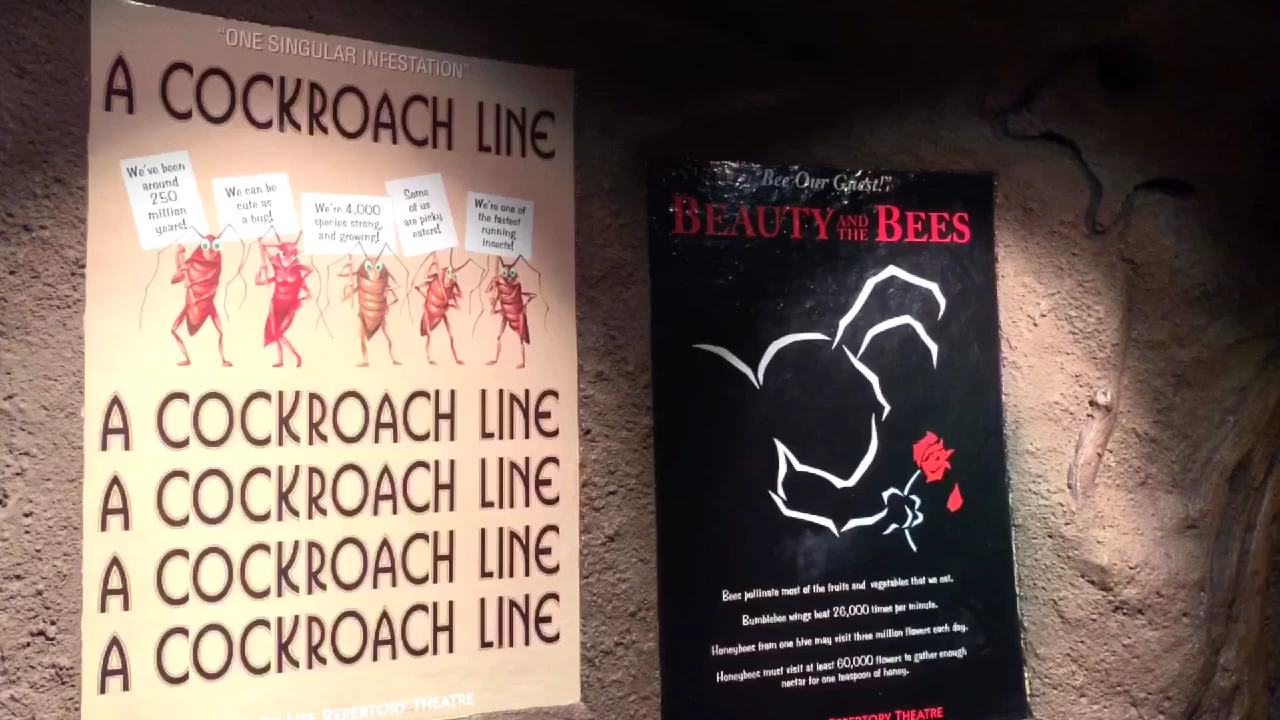 "ONE SINGULAR INFESTATION"
A COCKROACH LINE
We've been
around
250
million
years!
We can be
cute as
a bug!
We're 4,000
species strong
and growing!
Some
of us
are picky
eaters!
We're one of
the fastest
running
insects!
A COCKROACH LINE
A COCKROACH LINE
A COCKROACH LINE
A COCKROACH LINE
LIFE REPERTORY THEATRE
"Bee Our Guest!"
BEAUTY AND THE BEES
Bees pollinate most of the fruits and vegetables that we eat.
Bumblebee wings beat 26,000 times per minute.
Honeybees from one hive may visit three million flowers each day.
Honeybees must visit at least 60,000 flowers to gather enough
nectar for one teaspoon of honey.
REPERTORY THEATRE